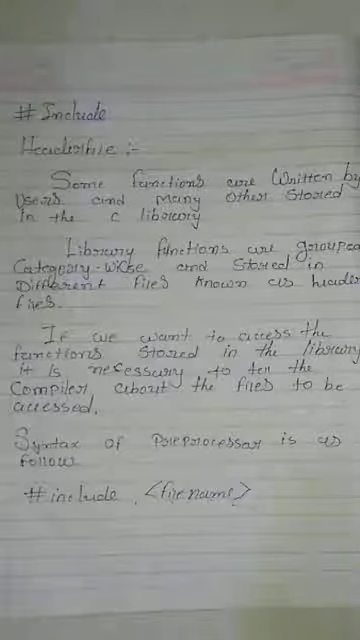 # Include
Headerfile :-
Some functions are Written by
Users and many other Stored
in the C library
Library functions are grouped
Category-wise and Stored in
Different files known as header
files.
If we want to access the
functions Stored in the library
it is necessary to tell the
Compiler about the files to be
accessed.
Syntax of Preprocessar is as
follow
#include <filename>